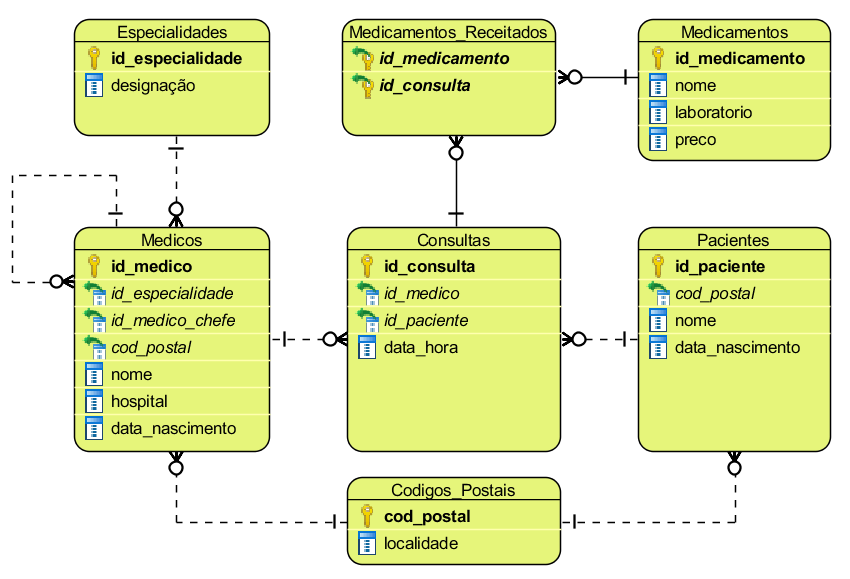 Especialidades
id_especialidade
designação
Medicamentos_Receitados
id_medicamento
id_consulta
Medicamentos
id_medicamento
nome
laboratorio
preco
Medicos
id_medico
id_especialidade
id_medico_chefe
cod_postal
nome
hospital
data_nascimento
Consultas
id_consulta
id_medico
id_paciente
data_hora
Pacientes
id_paciente
cod_postal
nome
data_nascimento
Codigos_Postais
cod_postal
localidade